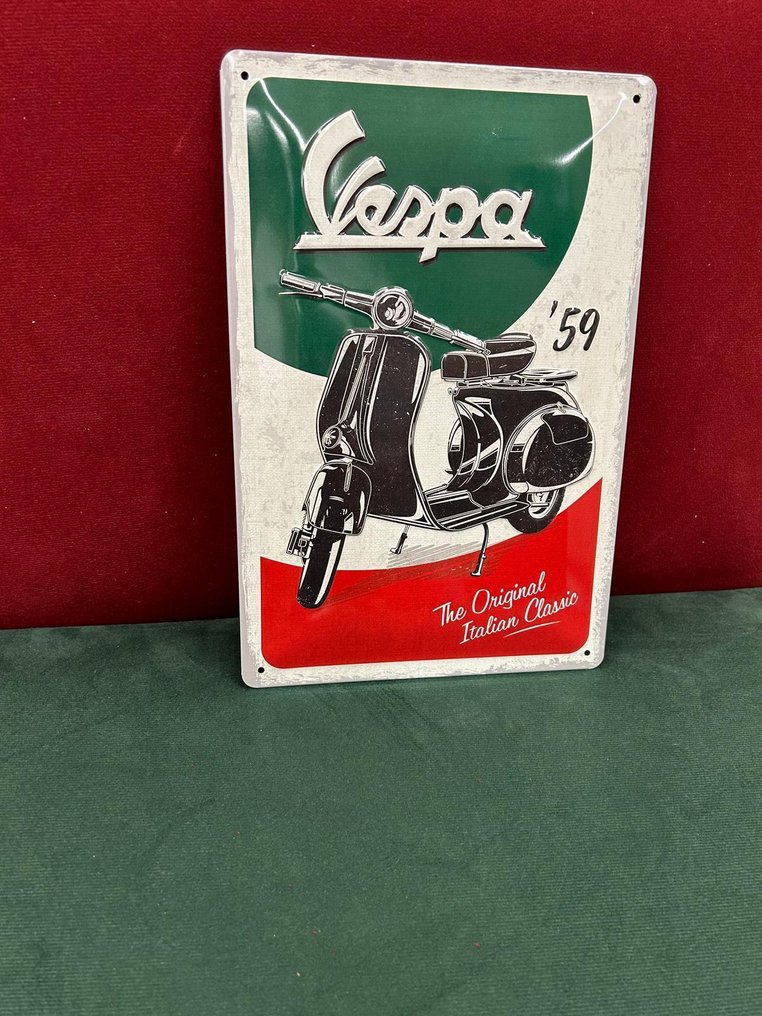 Vespa
'59
The Original
Italian Classic